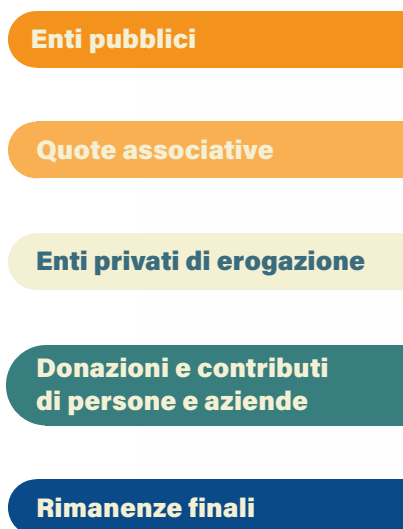 Enti pubblici
Quote associative
Enti privati di erogazione
Donazioni e contributi
di persone e aziende
Rimanenze finali